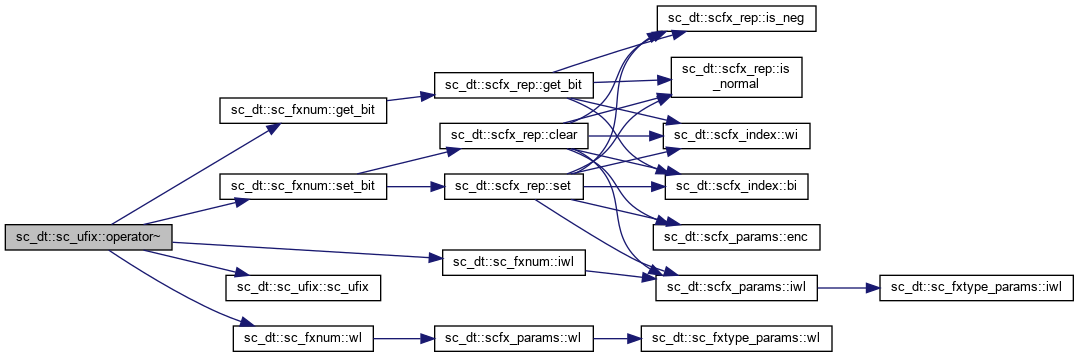 sc_dt::sc_ufix::operator~
sc_dt::sc_fxnum::get_bit
sc_dt::scfx_rep::get_bit
sc_dt::scfx_rep::is_neg
sc_dt::scfx_rep::is
_normal
sc_dt::scfx_index::wi
sc_dt::scfx_index::bi
sc_dt::sc_fxnum::set_bit
sc_dt::scfx_rep::clear
sc_dt::scfx_rep::set
sc_dt::scfx_params::enc
sc_dt::scfx_params::iwl
sc_dt::sc_fxtype_params::iwl
sc_dt::sc_fxnum::iwl
sc_dt::sc_ufix::sc_ufix
sc_dt::sc_fxnum::wl
sc_dt::scfx_params::wl
sc_dt::sc_fxtype_params::wl